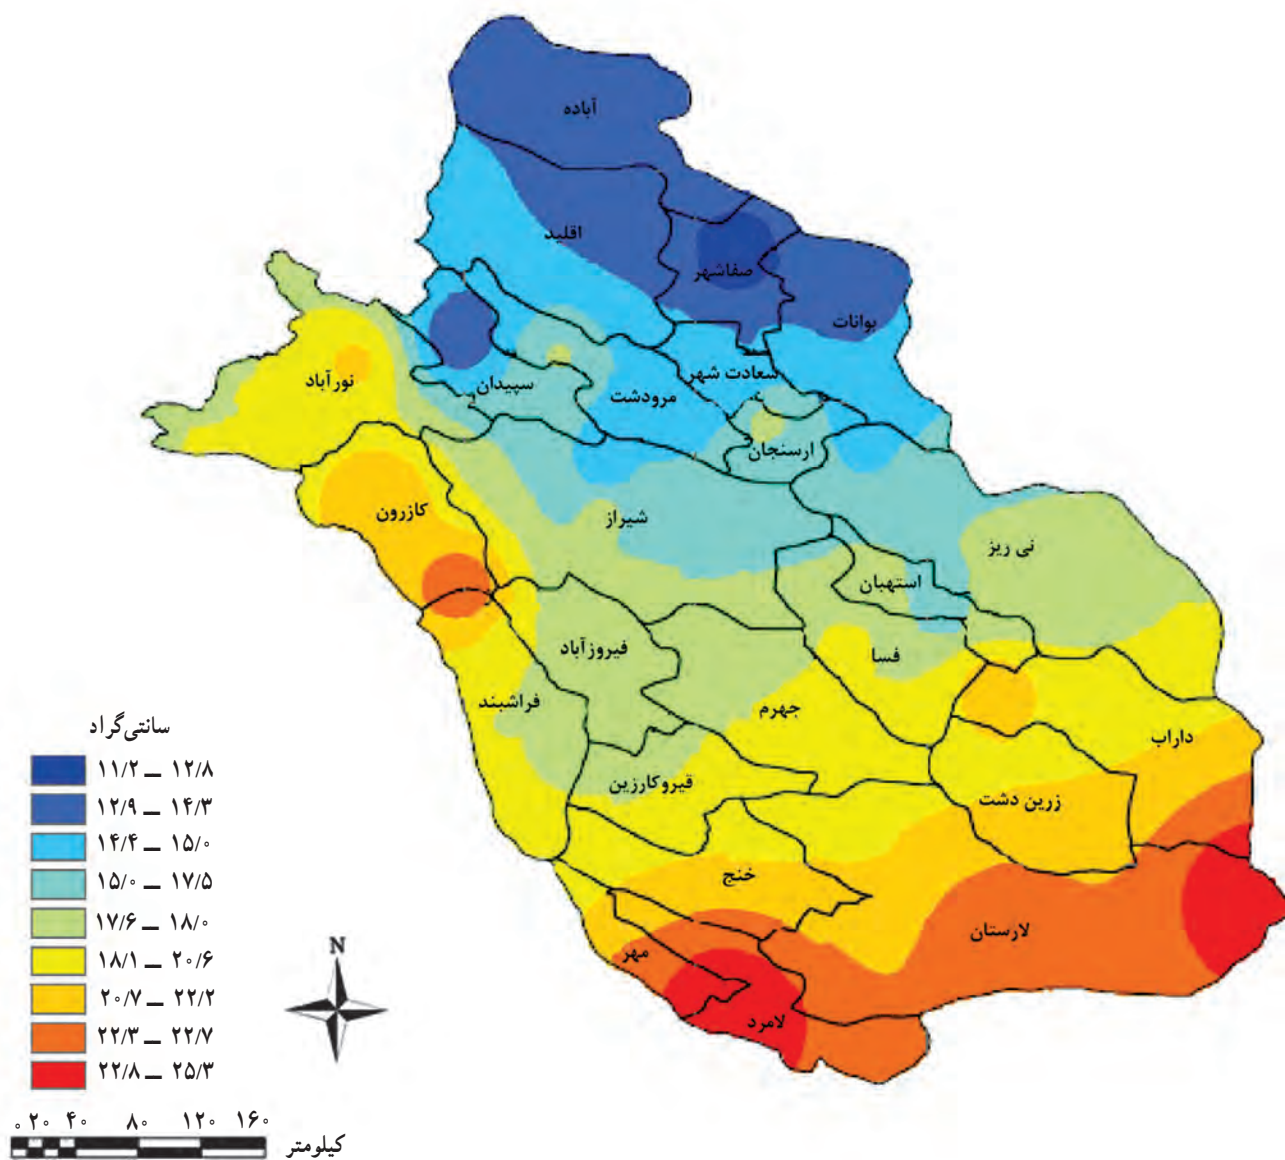 آباده
اقلید
صفاشهر
بوانات
نورآباد
سپیدان
مرودشت
سعادت شهر
ارسنجان
کازرون
شیراز
نی ریز
استهبان
فیروزآباد
فسا
فراشبند
جهرم
داراب
قیروکارزین
زرین دشت
خنج
لارستان
مهر
لامرد
سانتی‌گراد
۱۱/۲ – ۱۲/۸
۱۲/۹ – ۱۴/۳
۱۴/۴ – ۱۵/۰
۱۵/۰ – ۱۷/۵
۱۷/۶ – ۱۸/۰
۱۸/۱ – ۲۰/۶
۲۰/۷ – ۲۲/۲
۲۲/۳ – ۲۲/۷
۲۲/۸ – ۲۵/۳
N
۰ ۲۰ ۴۰ ۸۰ ۱۲۰ ۱۶۰
کیلومتر